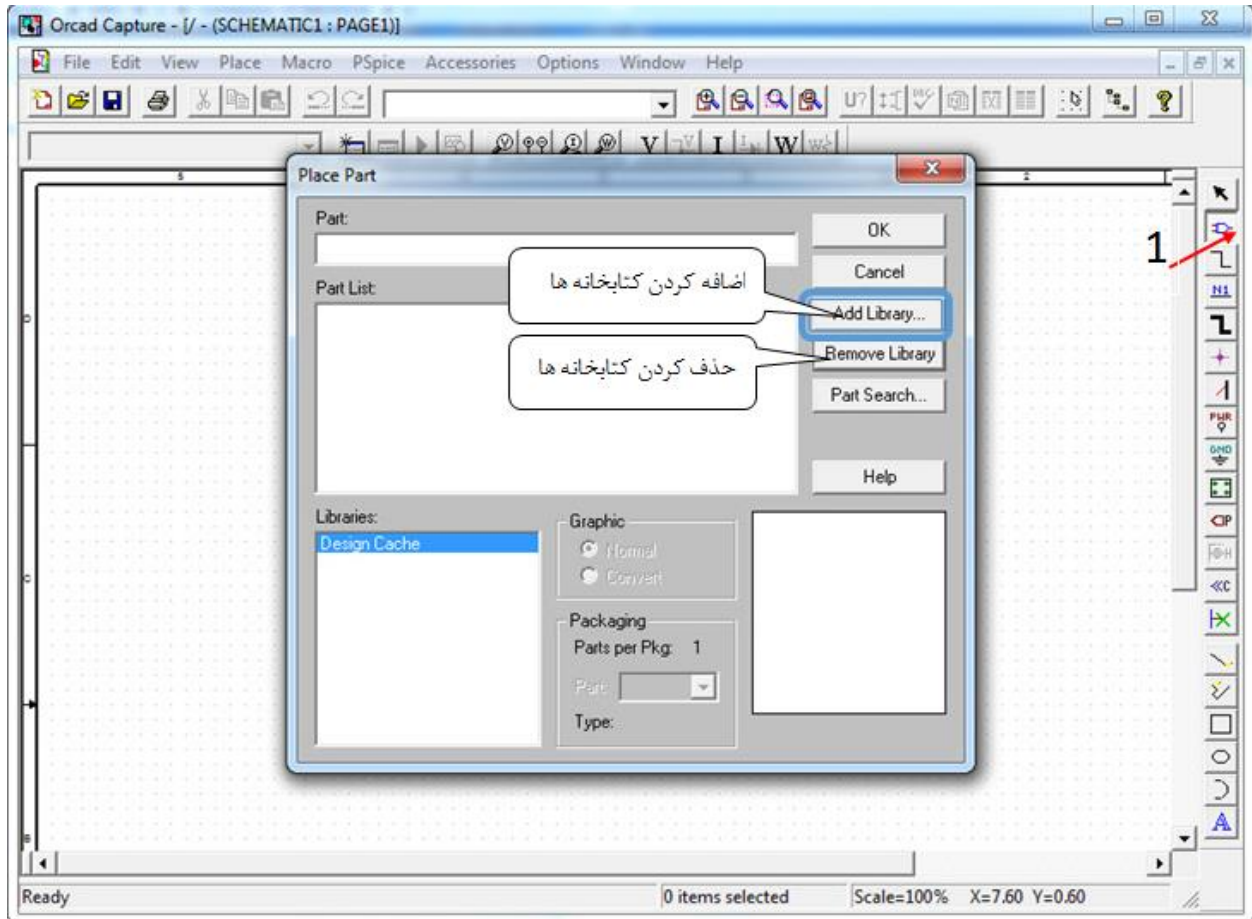 Orcad Capture - [/ - (SCHEMATIC1 : PAGE1)]
File Edit View Place Macro PSpice Accessories Options Window Help
U?
V I W
Place Part
5
2
Part:
OK
1
اضافه کردن کتابخانه ها
Cancel
Part List:
Add Library...
N1
حذف کردن کتابخانه ها
Remove Library
Part Search...
PWR
GND
Help
Libraries:
Graphic
Design Cache
Normal
Convert
Packaging
Parts per Pkg: 1
Part:
Type:
Ready
0 items selected
Scale=100% X=7.60 Y=0.60